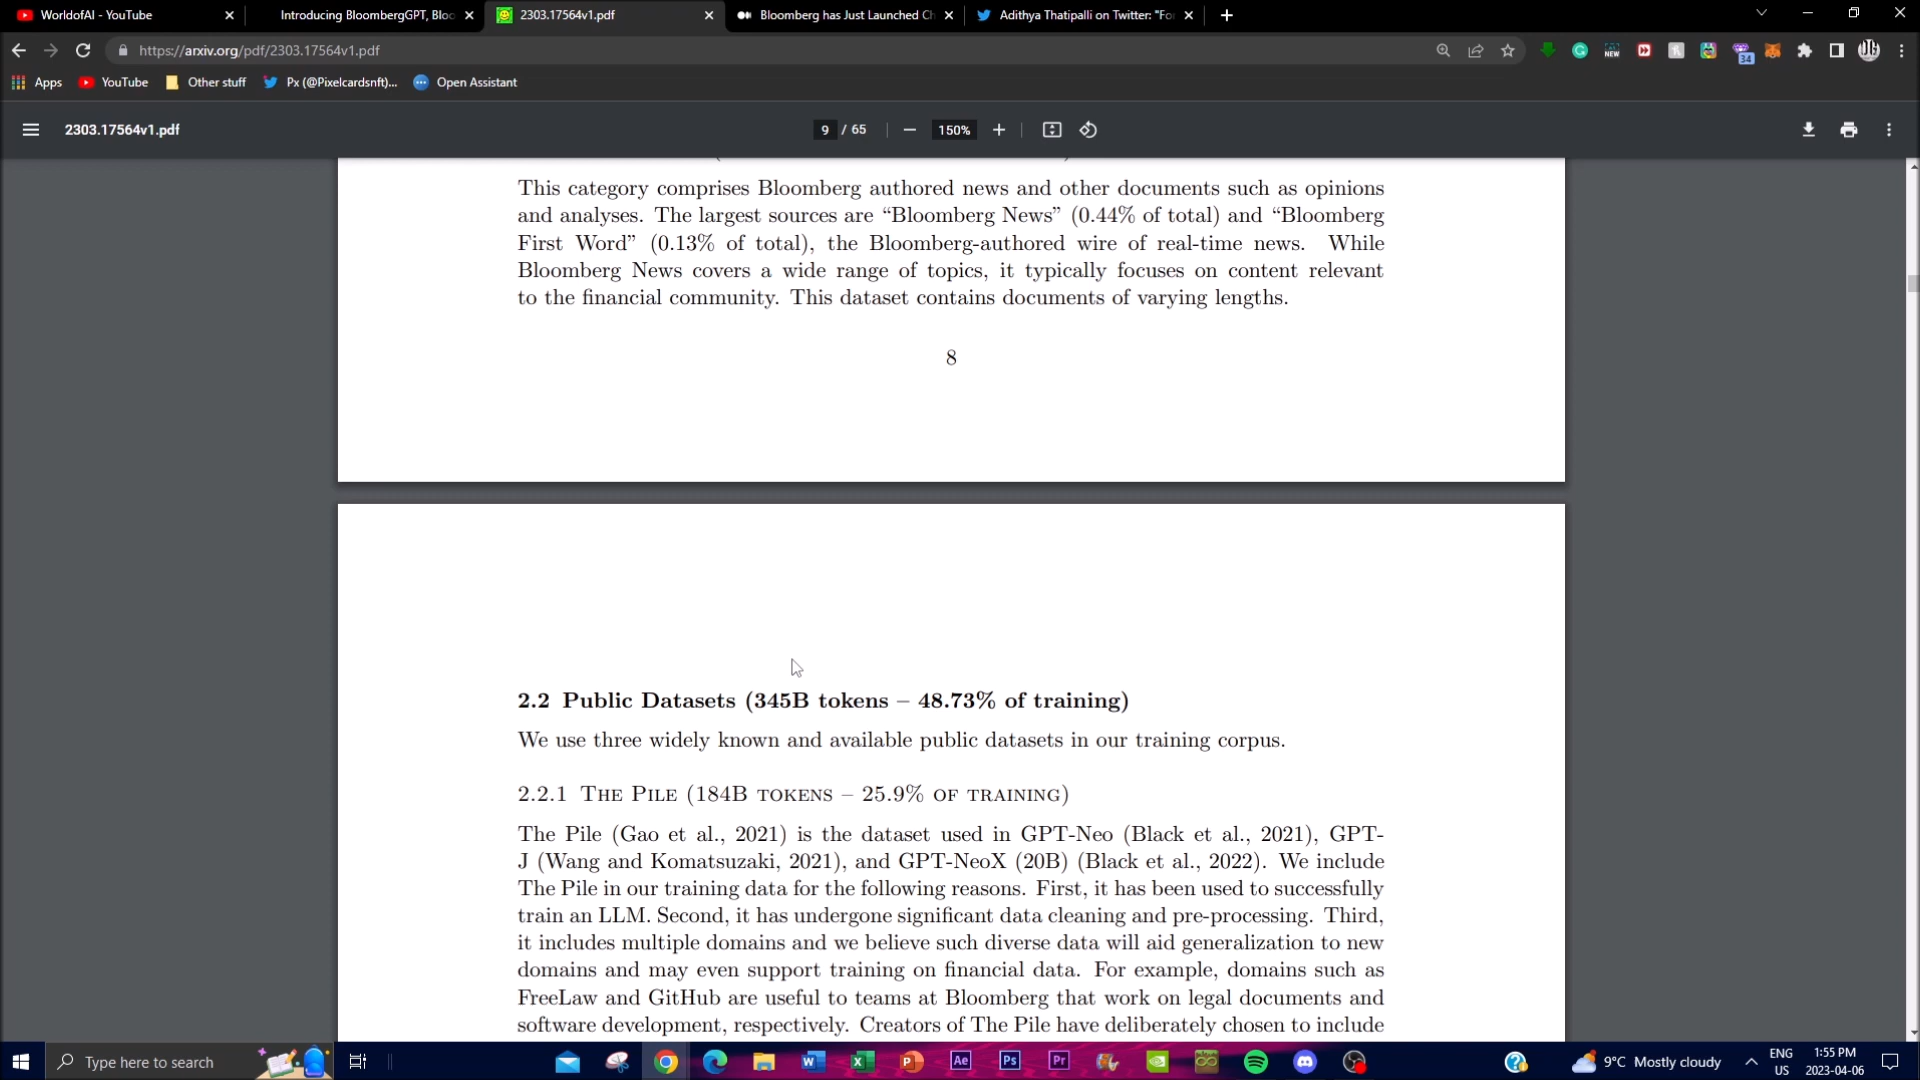 WorldofAI - YouTube
Introducing BloombergGPT, Bloo
2303.17564v1.pdf
Bloomberg has Just Launched Ch
Adithya Thatipalli on Twitter: "Fo
https://arxiv.org/pdf/2303.17564v1.pdf
NEW
34
Apps
YouTube
Other stuff
Px (@Pixelcardsnft)...
Open Assistant
2303.17564v1.pdf
9 / 65
150%
This category comprises Bloomberg authored news and other documents such as opinions
and analyses. The largest sources are “Bloomberg News” (0.44% of total) and “Bloomberg
First Word” (0.13% of total), the Bloomberg-authored wire of real-time news. While
Bloomberg News covers a wide range of topics, it typically focuses on content relevant
to the financial community. This dataset contains documents of varying lengths.
8
2.2 Public Datasets (345B tokens – 48.73% of training)
We use three widely known and available public datasets in our training corpus.
2.2.1 The Pile (184B tokens – 25.9% of training)
The Pile (Gao et al., 2021) is the dataset used in GPT-Neo (Black et al., 2021), GPT-
J (Wang and Komatsuzaki, 2021), and GPT-NeoX (20B) (Black et al., 2022). We include
The Pile in our training data for the following reasons. First, it has been used to successfully
train an LLM. Second, it has undergone significant data cleaning and pre-processing. Third,
it includes multiple domains and we believe such diverse data will aid generalization to new
domains and may even support training on financial data. For example, domains such as
FreeLaw and GitHub are useful to teams at Bloomberg that work on legal documents and
software development, respectively. Creators of The Pile have deliberately chosen to include
Type here to search
Ae
Ps
Pr
9°C Mostly cloudy
ENG
US
1:55 PM
2023-04-06